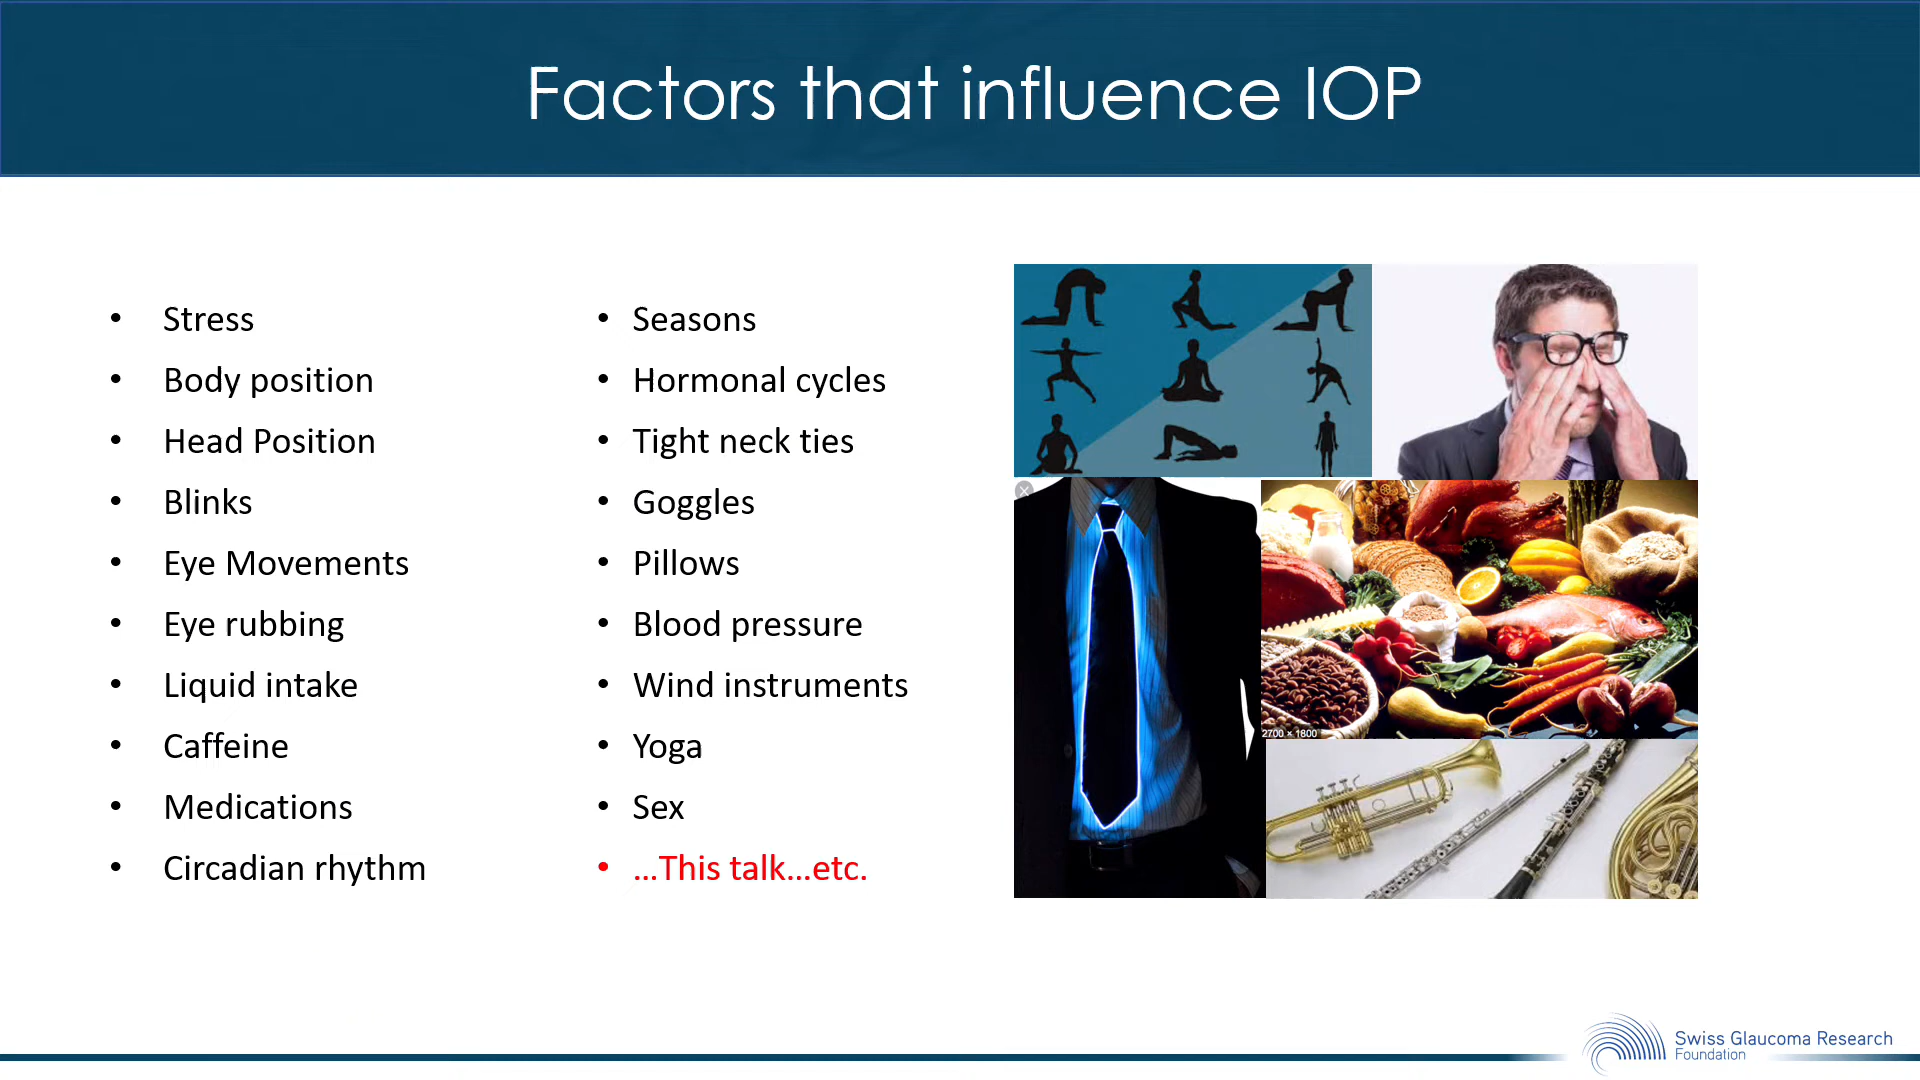 Factors that influence IOP
• Stress
• Body position
• Head Position
• Blinks
• Eye Movements
• Eye rubbing
• Liquid intake
• Caffeine
• Medications
• Circadian rhythm
• Seasons
• Hormonal cycles
• Tight neck ties
• Goggles
• Pillows
• Blood pressure
• Wind instruments
• Yoga
• Sex
• ...This talk...etc.
2700 × 1800
Swiss Glaucoma Research
Foundation